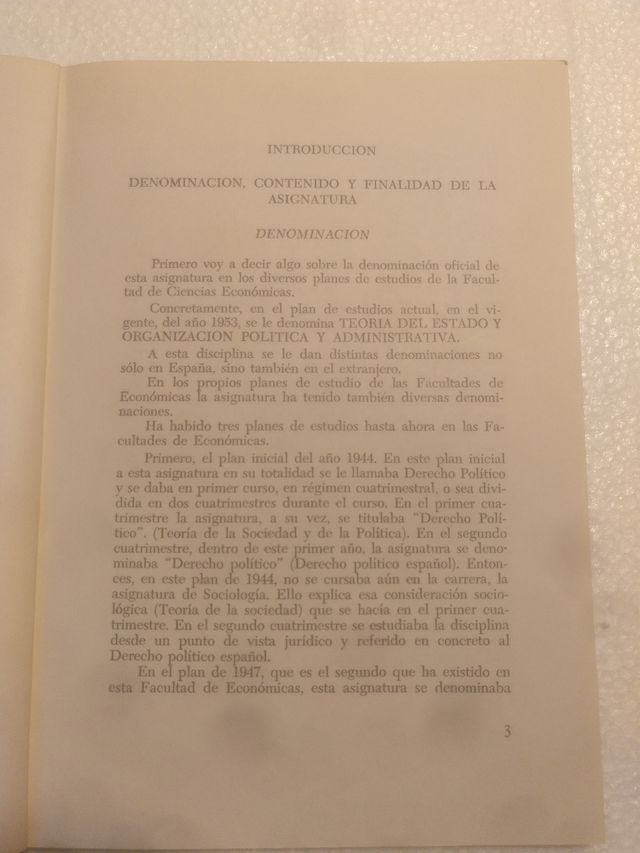 INTRODUCCION
DENOMINACION, CONTENIDO Y FINALIDAD DE LA
ASIGNATURA
DENOMINACION
Primero voy a decir algo sobre la denominación oficial de
esta asignatura en los diversos planes de estudios de la Facul-
tad de Ciencias Económicas.
Concretamente, en el plan de estudios actual, en el vi-
gente, del año 1953, se le denomina TEORIA DEL ESTADO Y
ORGANIZACION POLITICA Y ADMINISTRATIVA.
A esta disciplina se le dan distintas denominaciones no
sólo en España, sino también en el extranjero.
En los propios planes de estudio de las Facultades de
Económicas la asignatura ha tenido también diversas denomi-
naciones.
Ha habido tres planes de estudios hasta ahora en las Fa-
cultades de Económicas.
Primero, el plan inicial del año 1944. En este plan inicial
a esta asignatura en su totalidad se le llamaba Derecho Político
y se daba en primer curso, en régimen cuatrimestral, o sea divi-
dida en dos cuatrimestres durante el curso. En el primer cua-
trimestre la asignatura, a su vez, se titulaba "Derecho Polí-
tico". (Teoría de la Sociedad y de la Política). En el segundo
cuatrimestre, dentro de este primer año, la asignatura se deno-
minaba "Derecho político" (Derecho político español). Enton-
ces, en este plan de 1944, no se cursaba aún en la carrera, la
asignatura de Sociología. Ello explica esa consideración socio-
lógica (Teoría de la sociedad) que se hacía en el primer cua-
trimestre. En el segundo cuatrimestre se estudiaba la disciplina
desde un punto de vista jurídico y referido en concreto al
Derecho político español.
En el plan de 1947, que es el segundo que ha existido en
esta Facultad de Económicas, esta asignatura se denominaba
3